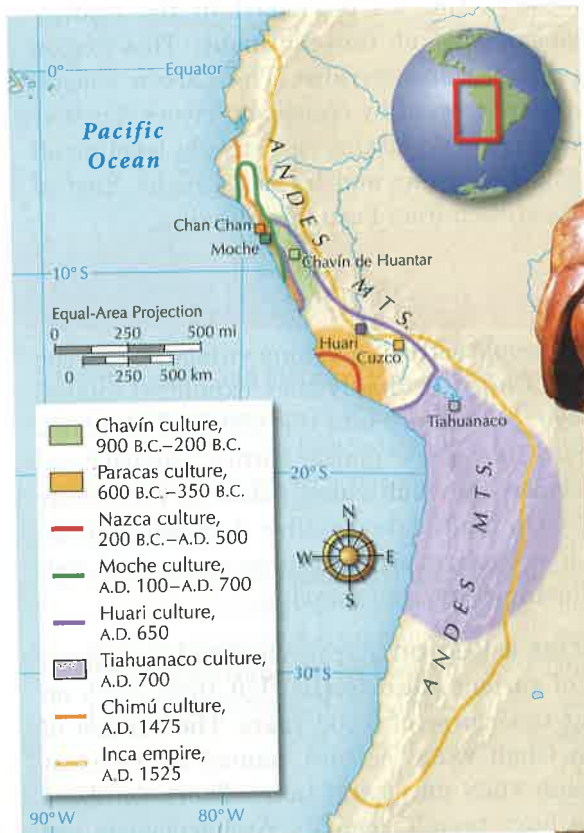 0°
Equator
Pacific
Ocean
ANDES MTS.
Chan Chan
Moche
Chavín de Huantar
10°S
Equal-Area Projection
0 250 500 mi
0 250 500 km
Huari
Cuzco
Tiahuanaco
Chavín culture,
900 B.C.–200 B.C.
Paracas culture,
600 B.C.–350 B.C.
Nazca culture,
200 B.C.–A.D. 500
Moche culture,
A.D. 100–A.D. 700
Huari culture,
A.D. 650
Tiahuanaco culture,
A.D. 700
Chimú culture,
A.D. 1475
Inca empire,
A.D. 1525
20°S
N
W E
S
ANDES MTS.
30°S
90°W
80°W